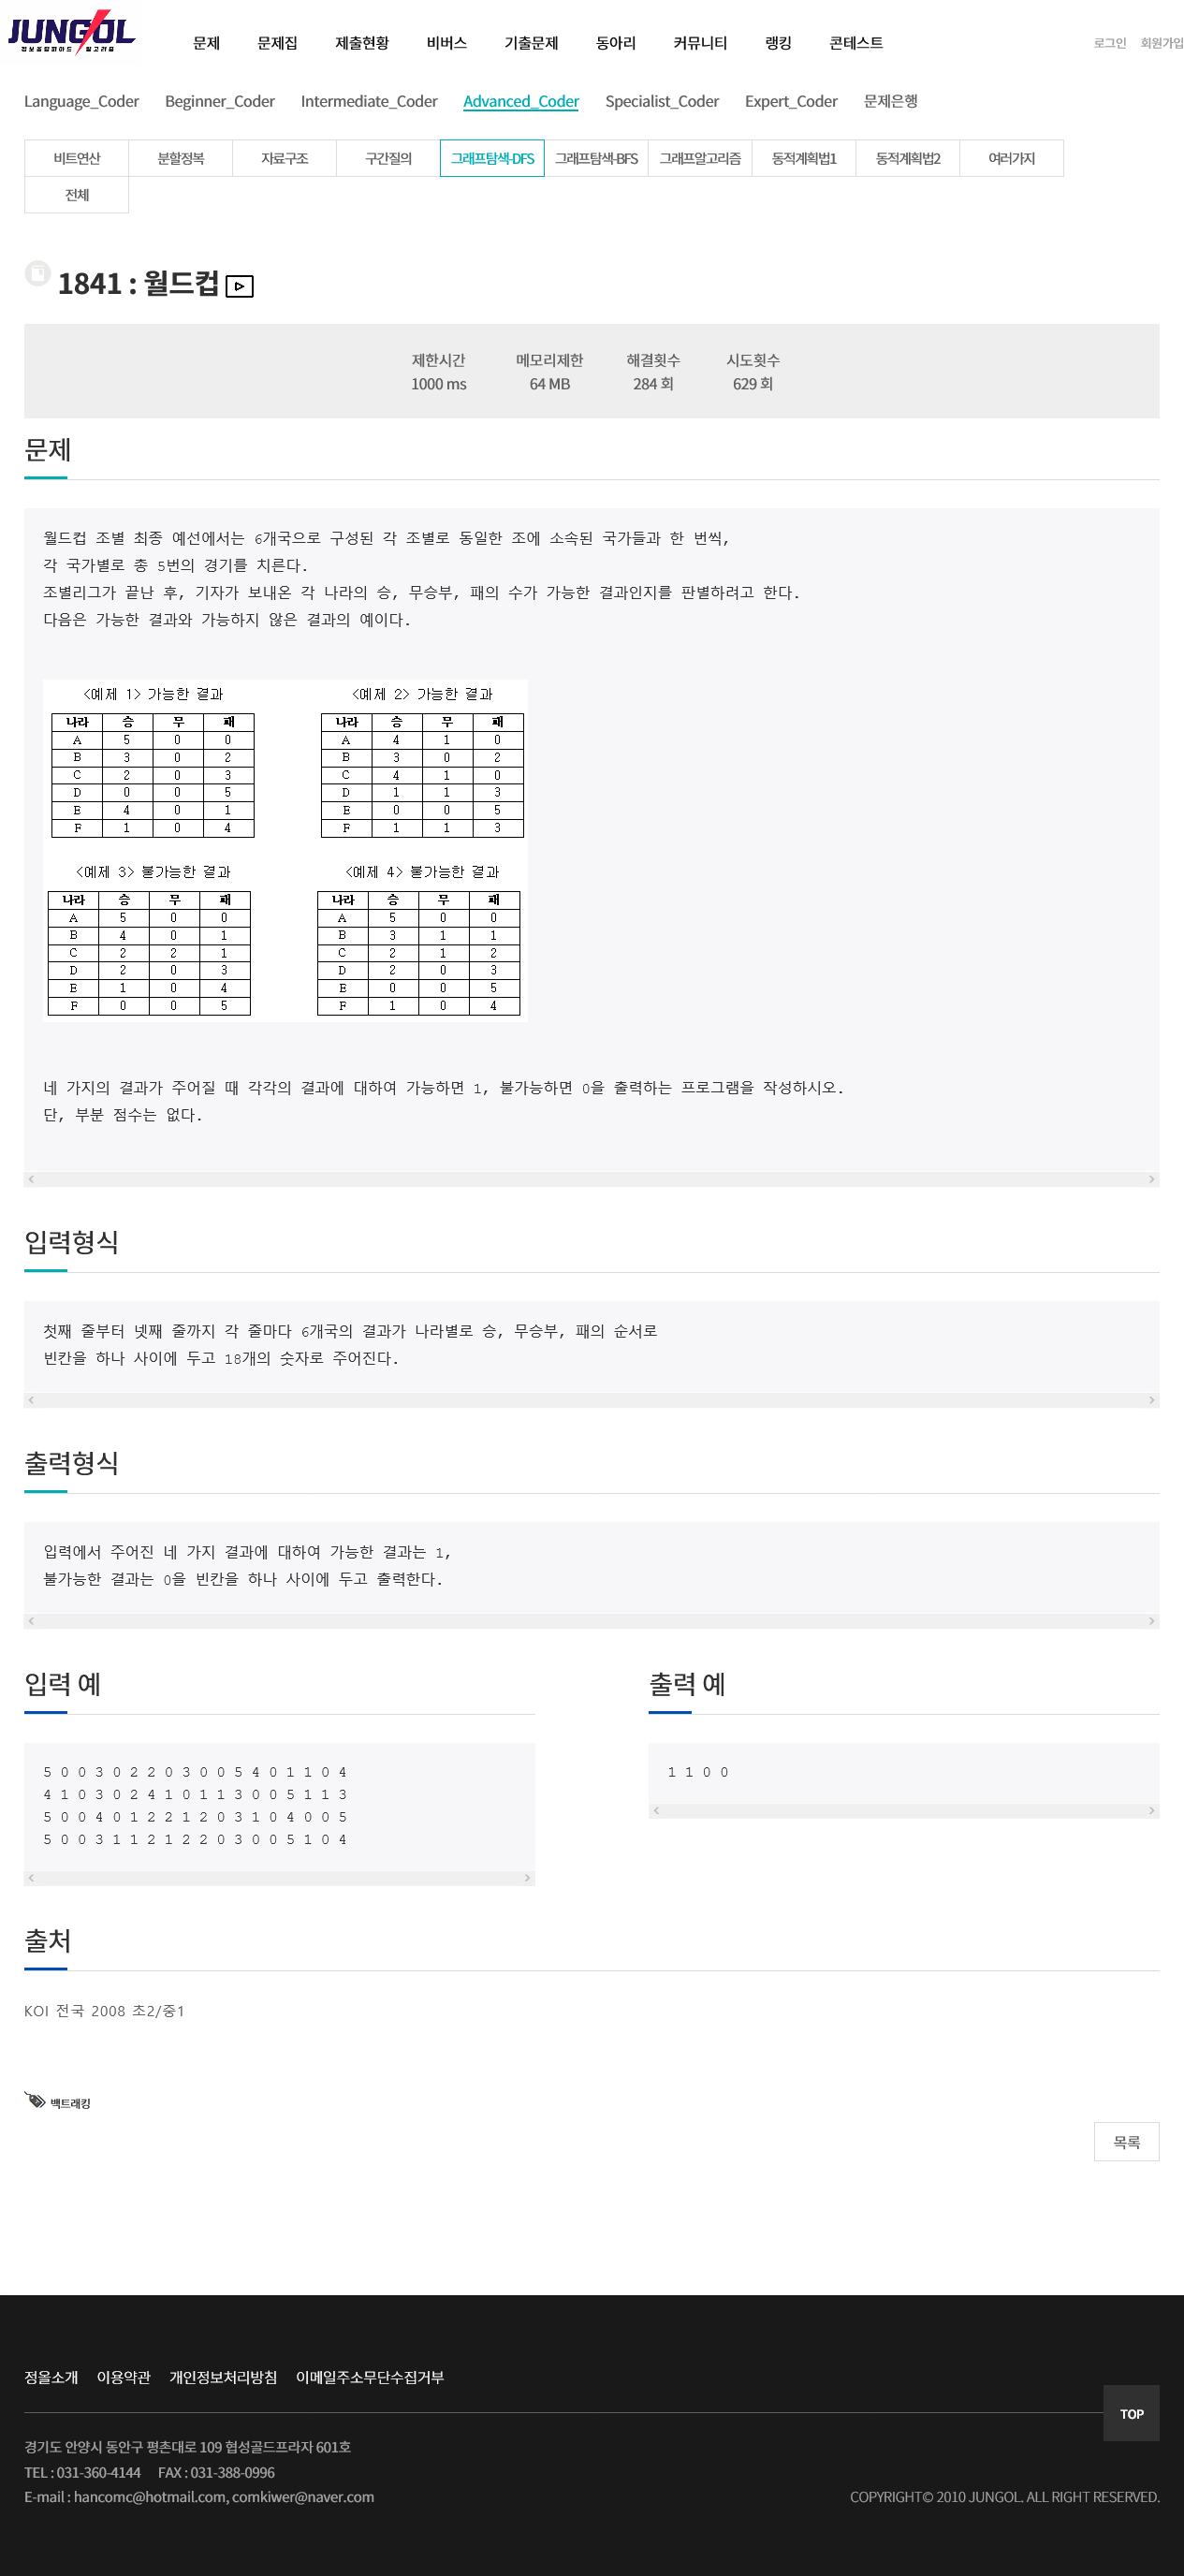 JUNGOL
정보올림피아드 알고리즘
문제 문제집 제출현황 비버스 기출문제 동아리 커뮤니티 랭킹 콘테스트
로그인 회원가입
Language_Coder Beginner_Coder Intermediate_Coder Advanced_Coder Specialist_Coder Expert_Coder 문제은행
비트연산 분할정복 자료구조 구간질의 그래프탐색-DFS 그래프탐색-BFS 그래프알고리즘 동적계획법1 동적계획법2 여러가지
전체
1841 : 월드컵
제한시간 메모리제한 해결횟수 시도횟수
1000 ms 64 MB 284 회 629 회
문제
월드컵 조별 최종 예선에서는 6개국으로 구성된 각 조별로 동일한 조에 소속된 국가들과 한 번씩,
각 국가별로 총 5번의 경기를 치른다.
조별리그가 끝난 후, 기자가 보내온 각 나라의 승, 무승부, 패의 수가 가능한 결과인지를 판별하려고 한다.
다음은 가능한 결과와 가능하지 않은 결과의 예이다.
<예제 1> 가능한 결과
나라 승 무 패
A 5 0 0
B 3 0 2
C 2 0 3
D 0 0 5
E 4 0 1
F 1 0 4
<예제 2> 가능한 결과
나라 승 무 패
A 4 1 0
B 3 0 2
C 4 1 0
D 1 1 3
E 0 0 5
F 1 1 3
<예제 3> 불가능한 결과
나라 승 무 패
A 5 0 0
B 4 0 1
C 2 2 1
D 2 0 3
E 1 0 4
F 0 0 5
<예제 4> 불가능한 결과
나라 승 무 패
A 5 0 0
B 3 1 1
C 2 1 2
D 2 0 3
E 0 0 5
F 1 0 4
네 가지의 결과가 주어질 때 각각의 결과에 대하여 가능하면 1, 불가능하면 0을 출력하는 프로그램을 작성하시오.
단, 부분 점수는 없다.
입력형식
첫째 줄부터 넷째 줄까지 각 줄마다 6개국의 결과가 나라별로 승, 무승부, 패의 순서로
빈칸을 하나 사이에 두고 18개의 숫자로 주어진다.
출력형식
입력에서 주어진 네 가지 결과에 대하여 가능한 결과는 1,
불가능한 결과는 0을 빈칸을 하나 사이에 두고 출력한다.
입력 예
5 0 0 3 0 2 2 0 3 0 0 5 4 0 1 1 0 4
4 1 0 3 0 2 4 1 0 1 1 3 0 0 5 1 1 3
5 0 0 4 0 1 2 2 1 2 0 3 1 0 4 0 0 5
5 0 0 3 1 1 2 1 2 2 0 3 0 0 5 1 0 4
출력 예
1 1 0 0
출처
KOI 전국 2008 초2/중1
백트래킹
목록
정올소개 이용약관 개인정보처리방침 이메일주소무단수집거부
TOP
경기도 안양시 동안구 평촌대로 109 협성골드프라자 601호
TEL : 031-360-4144 FAX : 031-388-0996
E-mail : hancomc@hotmail.com, comkiwer@naver.com
COPYRIGHT© 2010 JUNGOL. ALL RIGHT RESERVED.